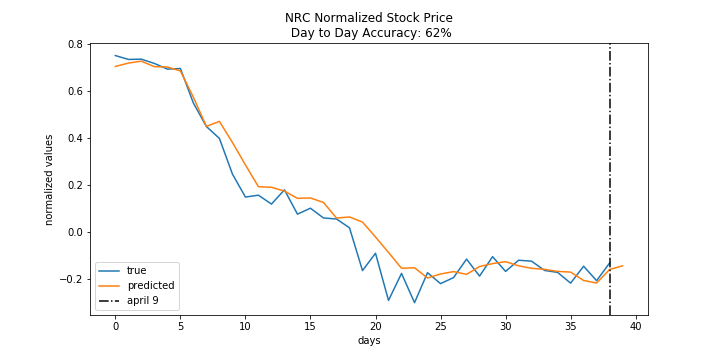 NRC Normalized Stock Price
Day to Day Accuracy: 62%
0.8
0.6
0.4
0.2
0.0
−0.2
normalized values
true
predicted
april 9
0 5 10 15 20 25 30 35 40
days